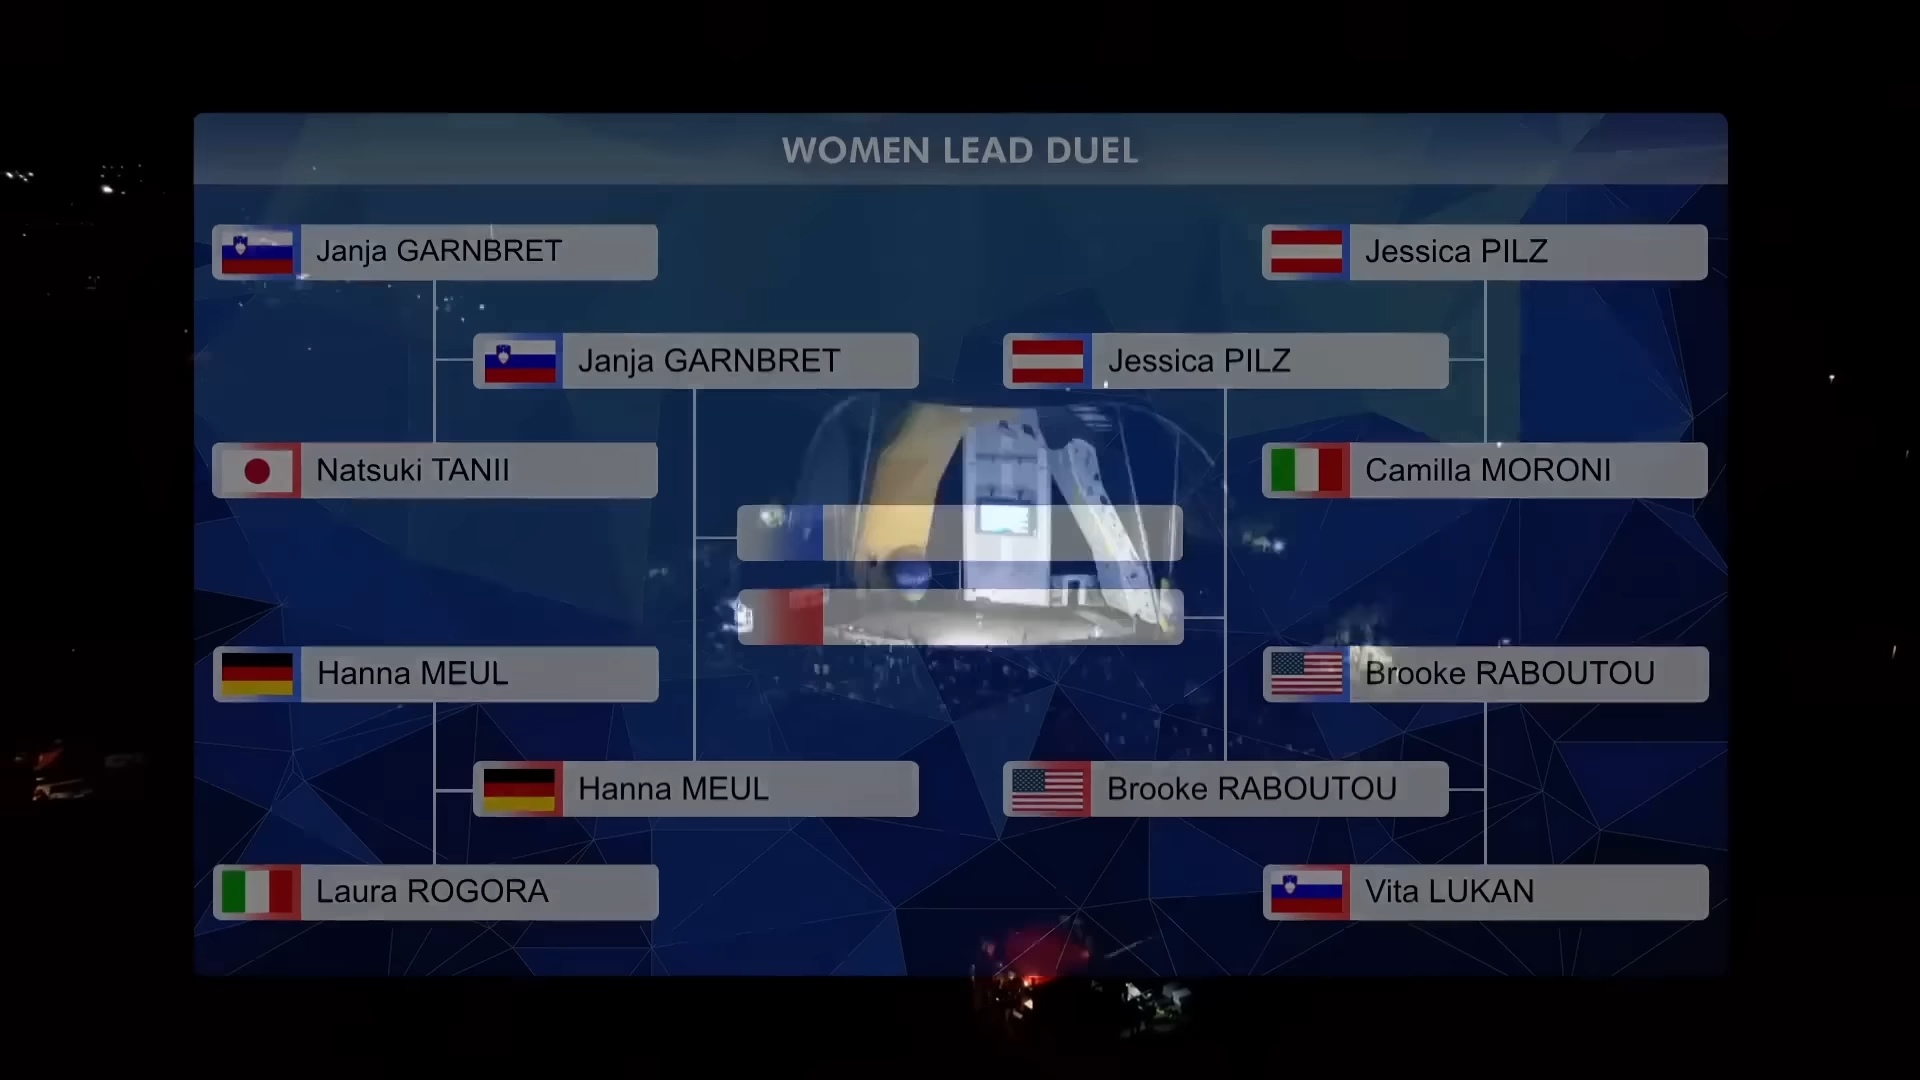 WOMEN LEAD DUEL
Janja GARNBRET
Jessica PILZ
Janja GARNBRET
Jessica PILZ
Natsuki TANII
Camilla MORONI
Hanna MEUL
Brooke RABOUTOU
Hanna MEUL
Brooke RABOUTOU
Laura ROGORA
Vita LUKAN